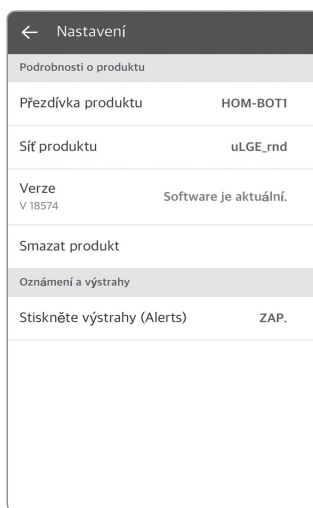 ← Nastavení
Podrobnosti o produktu
Přezdívka produktu HOM-BOT1
Síť produktu uLGE_rnd
Verze
V 18574 Software je aktuální.
Smazat produkt
Oznámení a výstrahy
Stiskněte výstrahy (Alerts) ZAP.